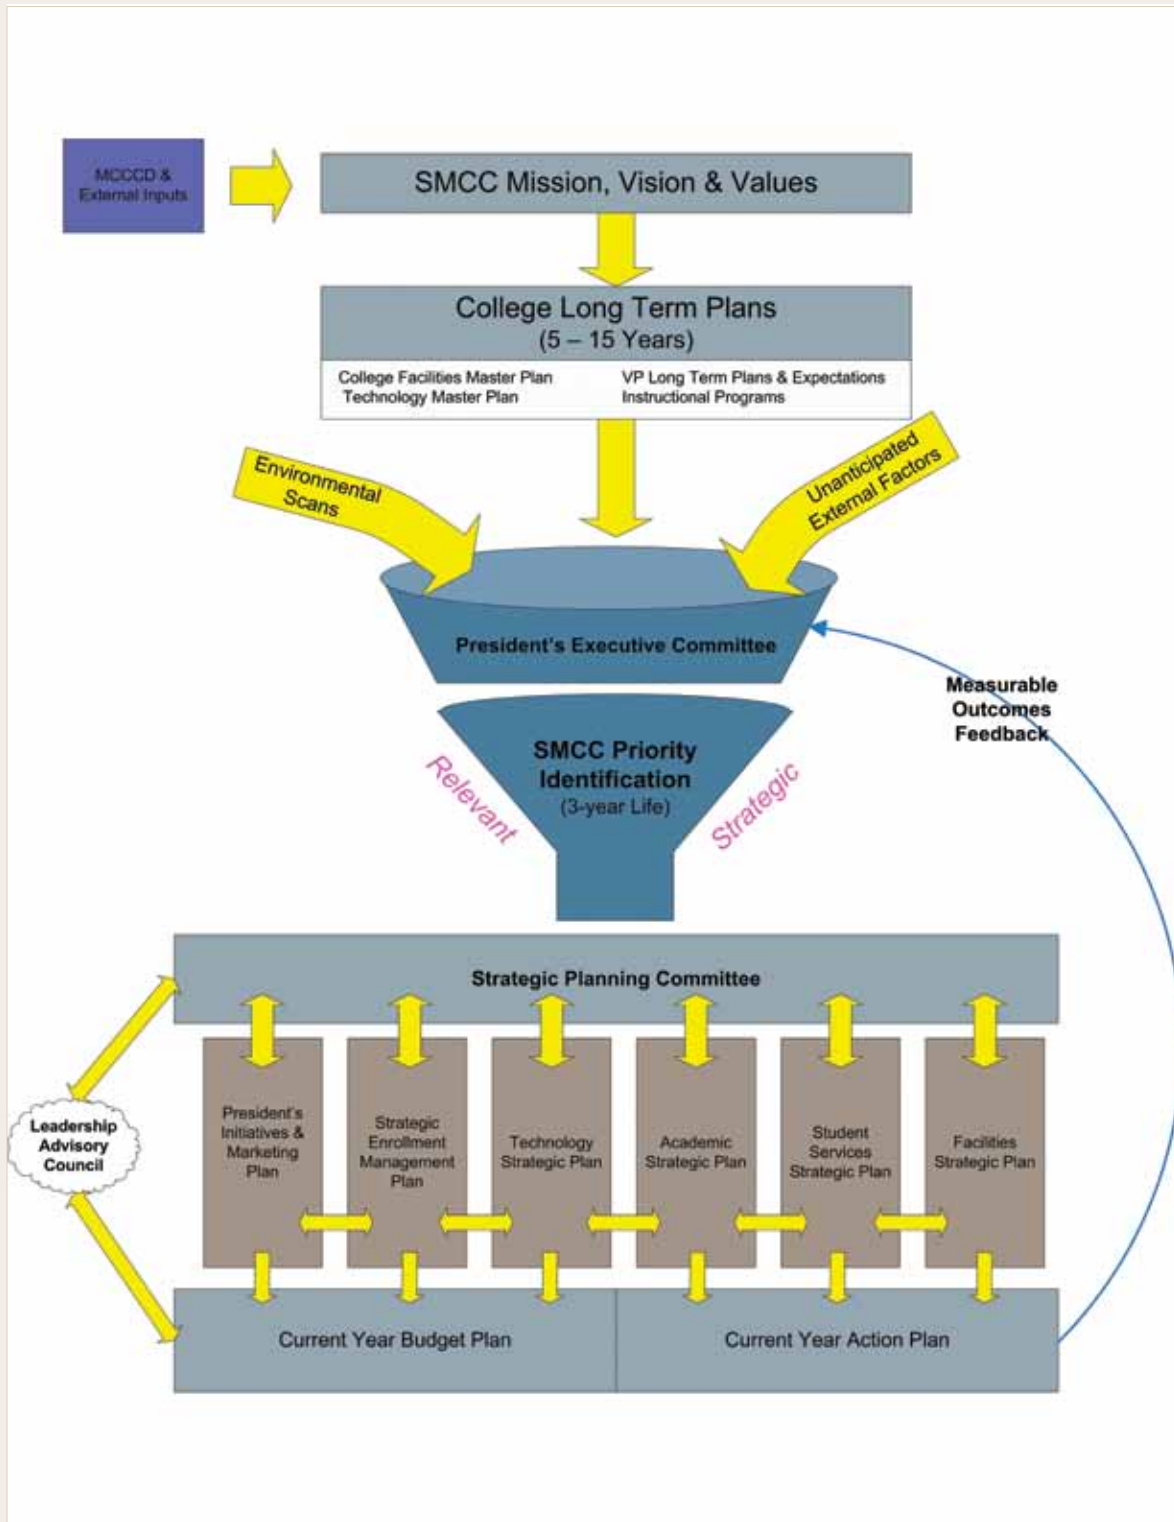 MCCCD &
External Inputs
SMCC Mission, Vision & Values
College Long Term Plans
(5 – 15 Years)
College Facilities Master Plan
Technology Master Plan
VP Long Term Plans & Expectations
Instructional Programs
Environmental
Scans
Unanticipated
External Factors
President's Executive Committee
Measurable
Outcomes
Feedback
SMCC Priority
Identification
(3-year Life)
Relevant
Strategic
Strategic Planning Committee
Leadership
Advisory
Council
President's
Initiatives &
Marketing
Plan
Strategic
Enrollment
Management
Plan
Technology
Strategic Plan
Academic
Strategic Plan
Student
Services
Strategic Plan
Facilities
Strategic Plan
Current Year Budget Plan
Current Year Action Plan